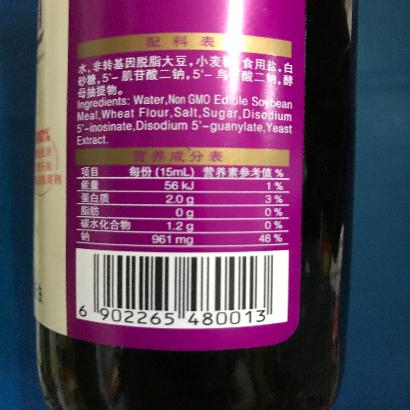 配料表
水,非转基因脱脂大豆,小麦粉,食用盐,白
砂糖,5'-肌苷酸二钠,5'-鸟苷酸二钠,酵
母抽提物。
Ingredients: Water,Non GMO Edible Soybean
Meal,Wheat Flour,Salt,Sugar,Disodium
5'-inosinate,Disodium 5'-guanylate,Yeast
Extract.
营养成分表
项目 每份 (15mL) 营养素参考值 %
能量 56 kJ 1 %
蛋白质 2.0 g 3 %
脂肪 0 g 0 %
碳水化合物 1.2 g 0 %
钠 961 mg 48 %
6 902265 480013
100%